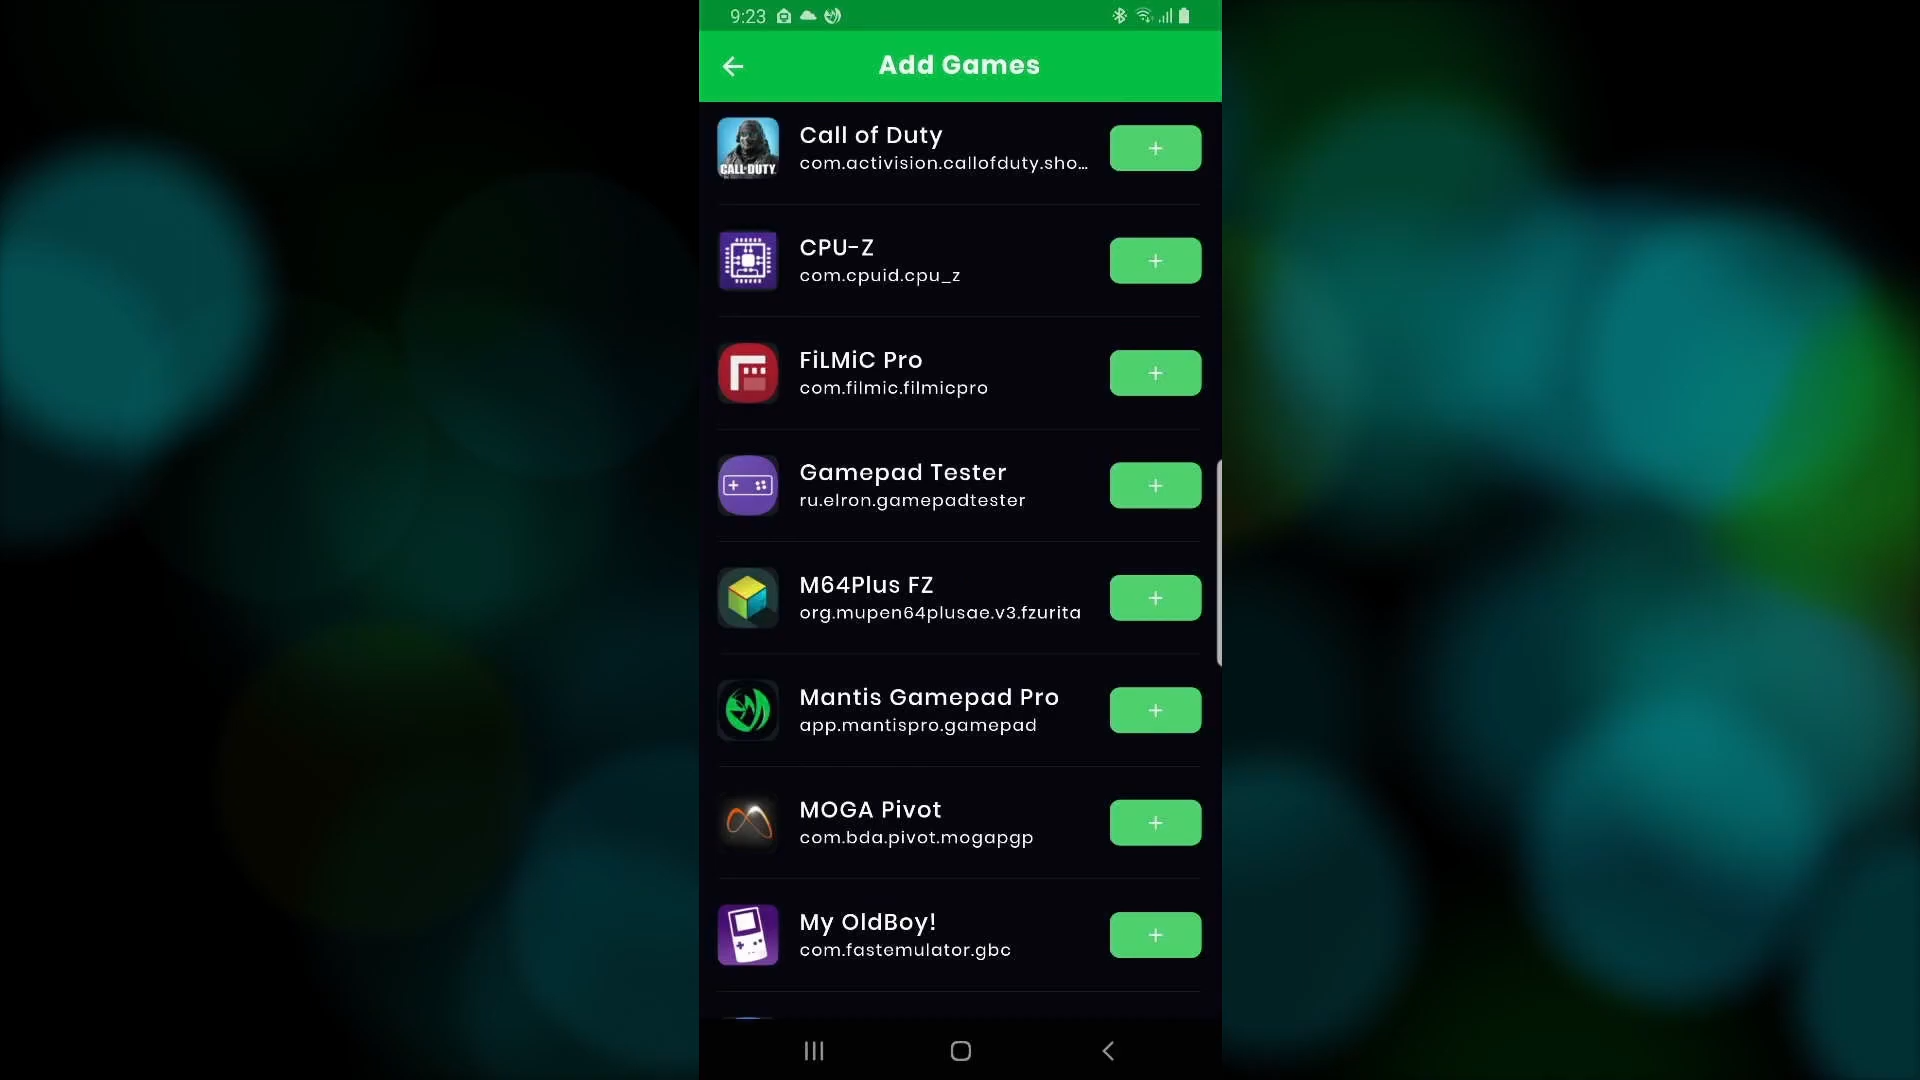 9:23
Add Games
CALL·DUTY
Call of Duty
com.activision.callofduty.sho...
+
CPU-Z
com.cpuid.cpu_z
+
FiLMiC Pro
com.filmic.filmicpro
+
Gamepad Tester
ru.elron.gamepadtester
+
M64Plus FZ
org.mupen64plusae.v3.fzurita
+
Mantis Gamepad Pro
app.mantispro.gamepad
+
MOGA Pivot
com.bda.pivot.mogapgp
+
My OldBoy!
com.fastemulator.gbc
+